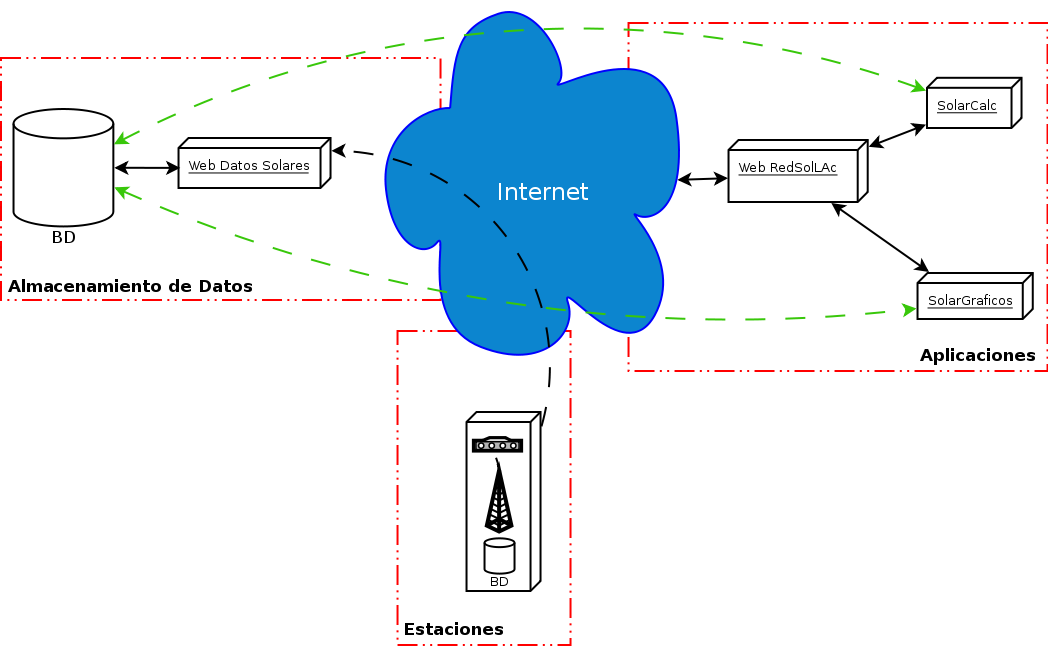 SolarCalc
Web Datos Solares
Web RedSolLAc
Internet
BD
Almacenamiento de Datos
SolarGraficos
Aplicaciones
BD
Estaciones